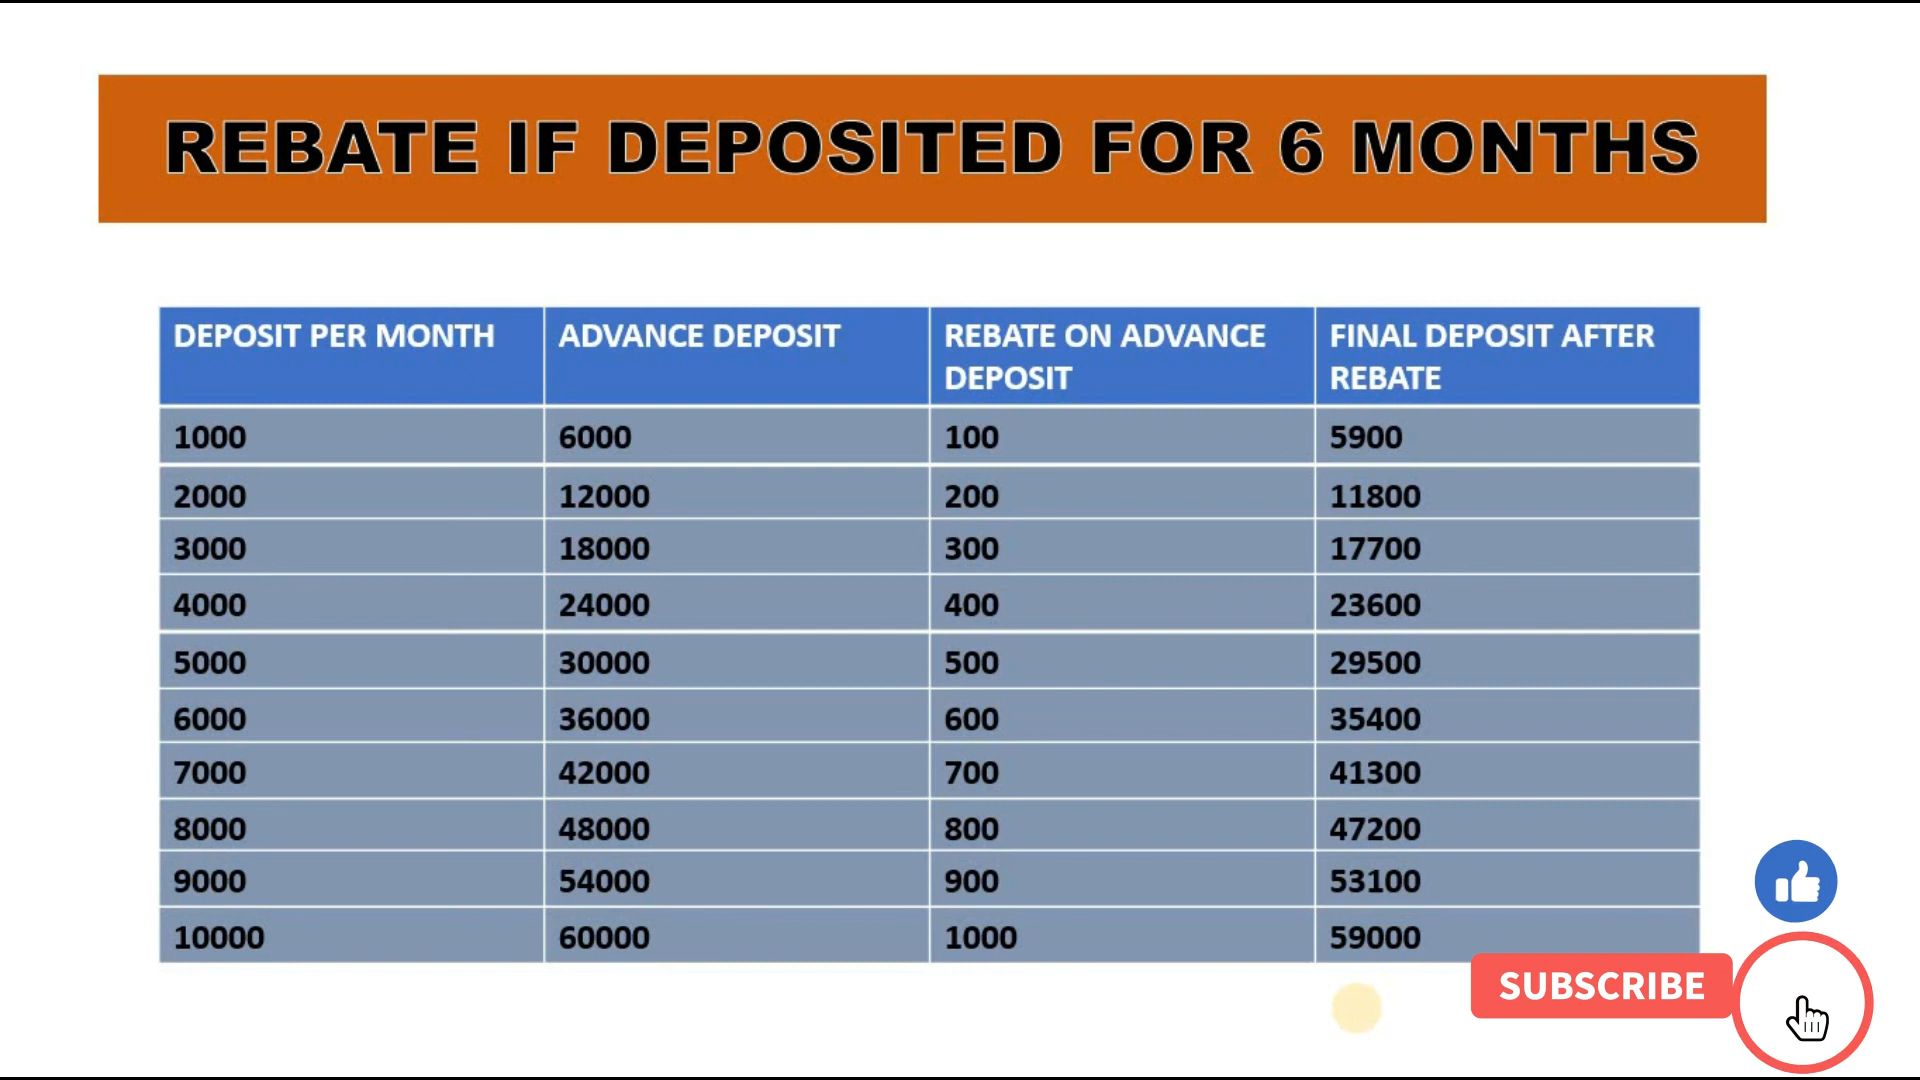 REBATE IF DEPOSITED FOR 6 MONTHS
DEPOSIT PER MONTH ADVANCE DEPOSIT REBATE ON ADVANCE DEPOSIT FINAL DEPOSIT AFTER REBATE
1000 6000 100 5900
2000 12000 200 11800
3000 18000 300 17700
4000 24000 400 23600
5000 30000 500 29500
6000 36000 600 35400
7000 42000 700 41300
8000 48000 800 47200
9000 54000 900 53100
10000 60000 1000 59000
SUBSCRIBE